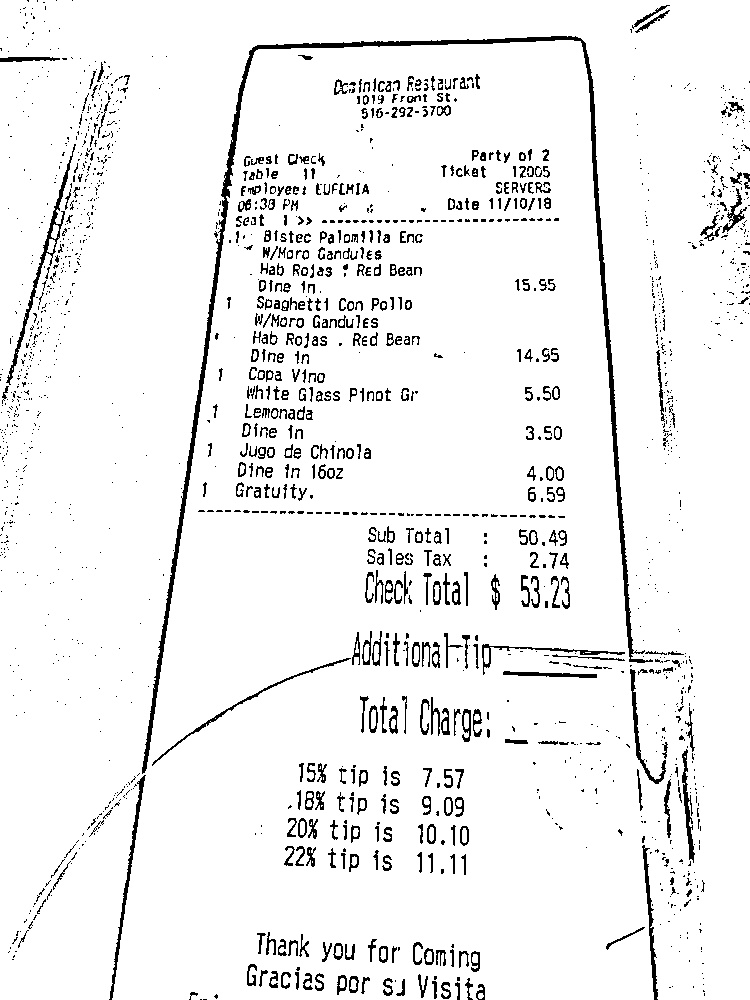 Dominican Restaurant
1019 Front St.
516-292-3700
Guest Check Party of 2
Table 11 Ticket 12005
Employee: EUFEMIA SERVERS
06:38 PM Date 11/10/18
Seat 1 >> ------------------------------
1 Bistec Palomilla Enc
W/Moro Gandules
Hab Rojas * Red Bean
Dine in 15.95
1 Spaghetti Con Pollo
W/Moro Gandules
Hab Rojas . Red Bean
Dine in 14.95
1 Copa Vino
White Glass Pinot Gr 5.50
1 Lemonada
Dine in 3.50
1 Jugo de Chinola
Dine in 16oz 4.00
1 Gratuity. 6.59
Sub Total : 50.49
Sales Tax : 2.74
Check Total $ 53.23
Additional Tip
Total Charge:
15% tip is 7.57
18% tip is 9.09
20% tip is 10.10
22% tip is 11.11
Thank you for Coming
Gracias por su Visita